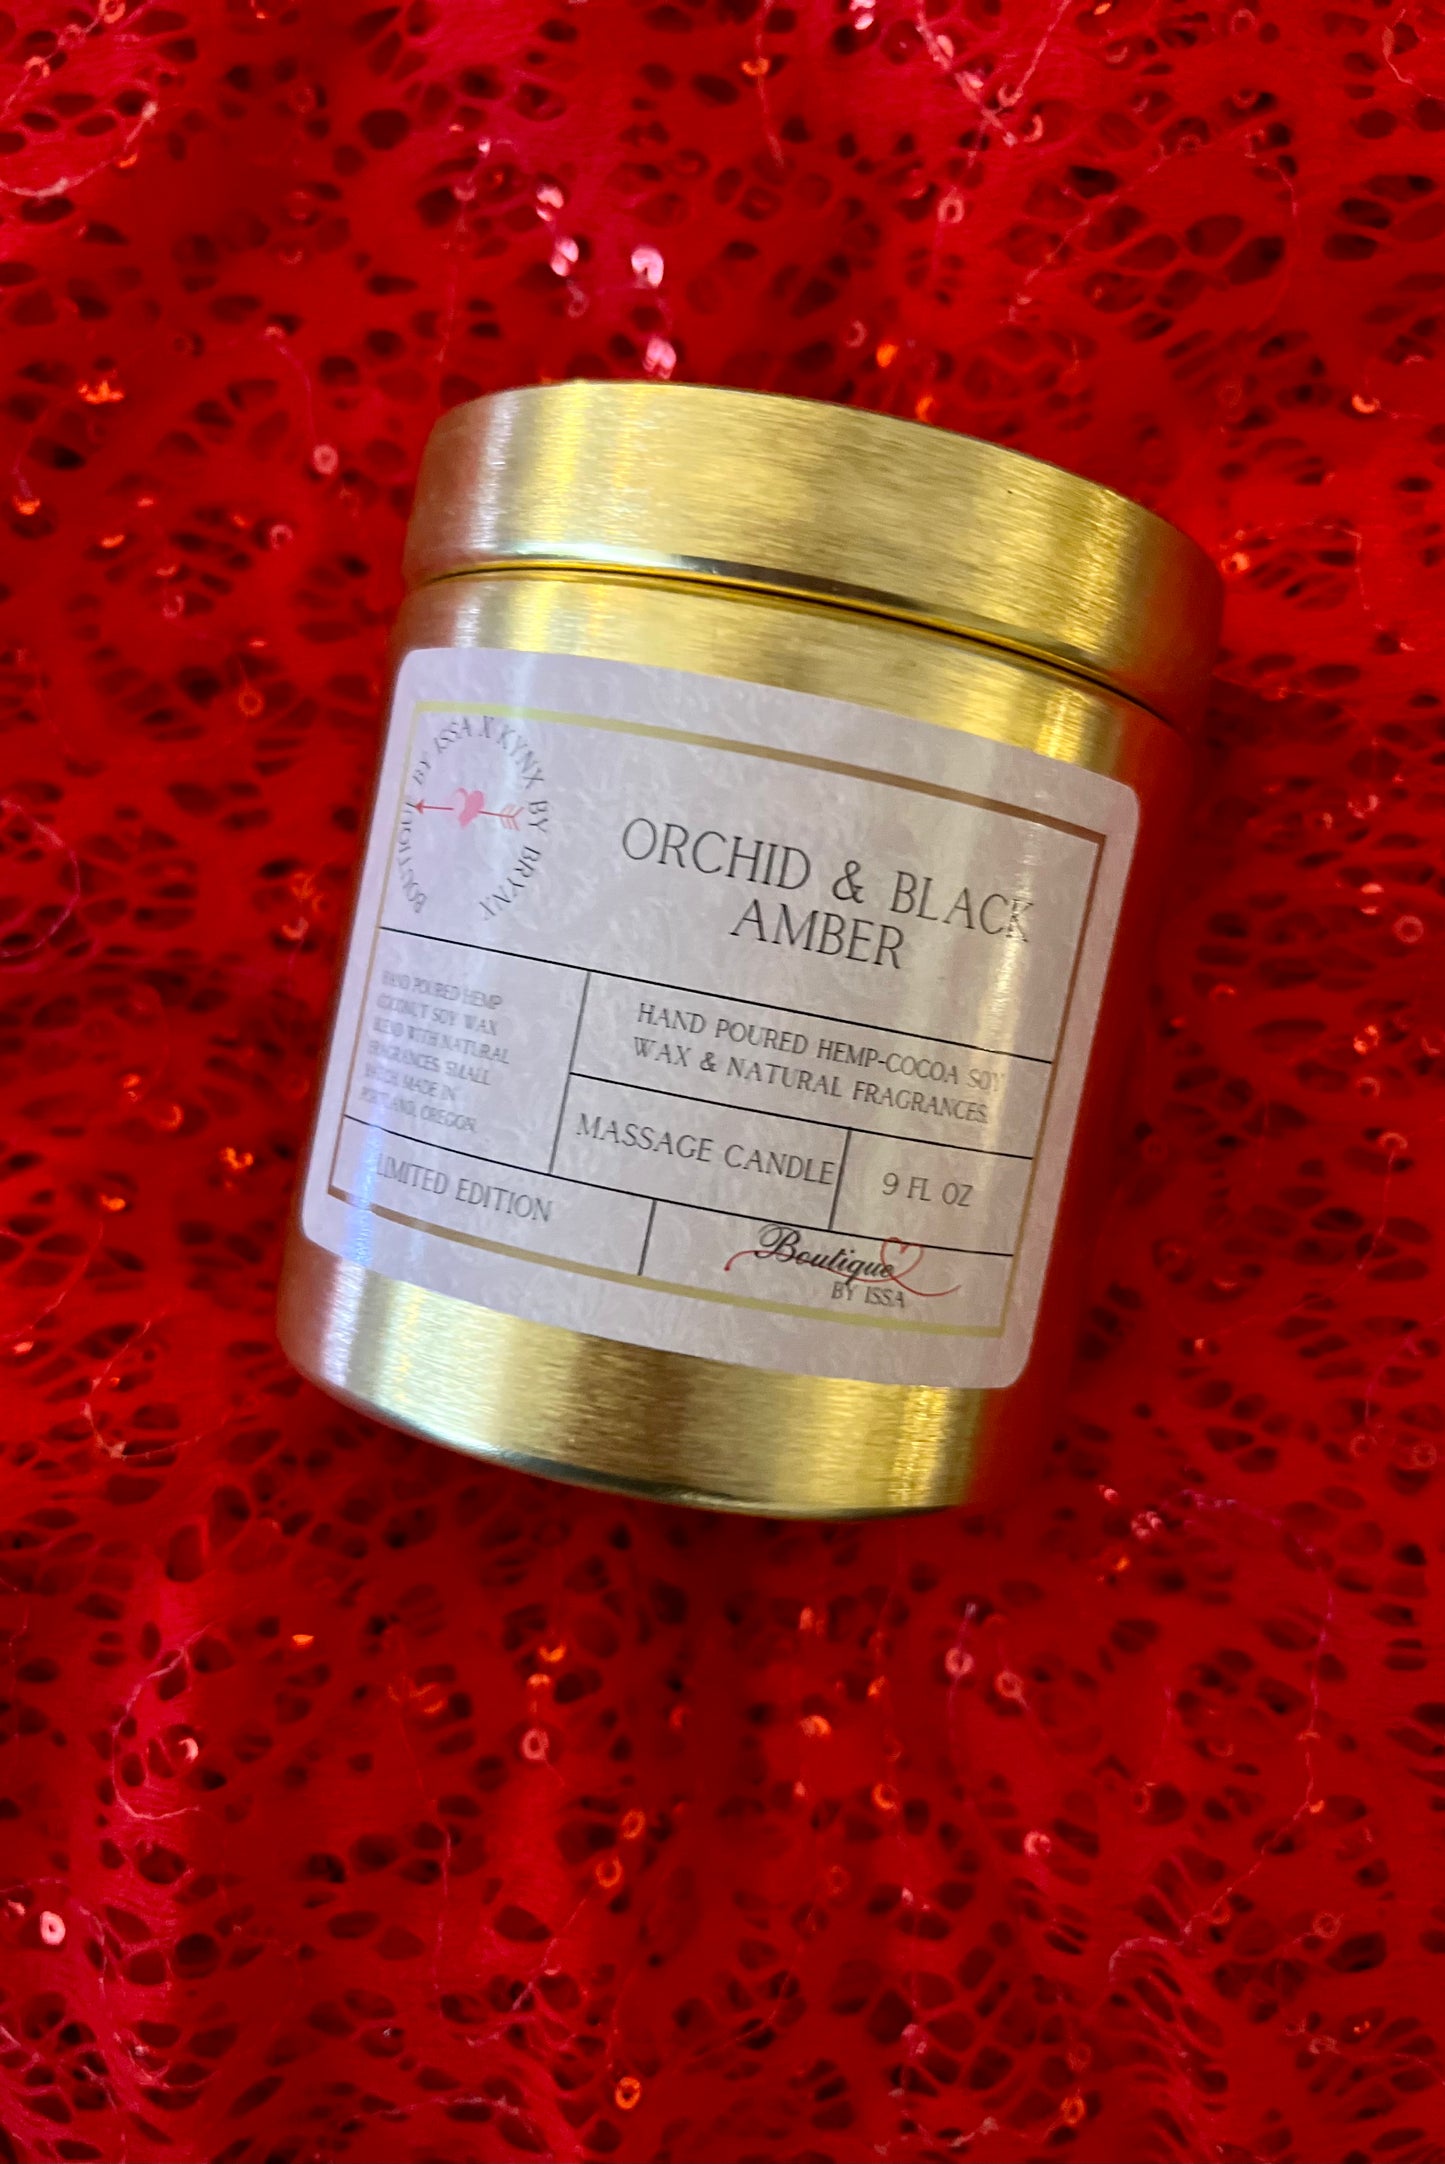 BOUTIQUE BY ISSA X KYNX BY BRYNY
ORCHID & BLACK
AMBER
HAND POURED HEMP
COCONUT SOY WAX
BLEND WITH NATURAL
FRAGRANCES. SMALL
BATCH. MADE IN
PORTLAND, OREGON.
HAND POURED HEMP-COCOA SOY
WAX & NATURAL FRAGRANCES.
MASSAGE CANDLE
9 FL OZ
LIMITED EDITION
Boutique
BY ISSA